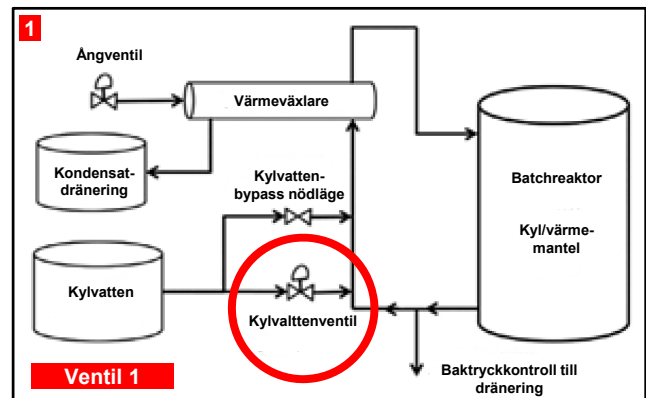 1
Ångventil
Värmeväxlare
Kondensat-
dränering
Kylvatten-
bypass nödläge
Batchreaktor
Kyl/värme-
mantel
Kylvatten
Kylvalttenventil
Ventil 1
Baktryckkontroll till
dränering